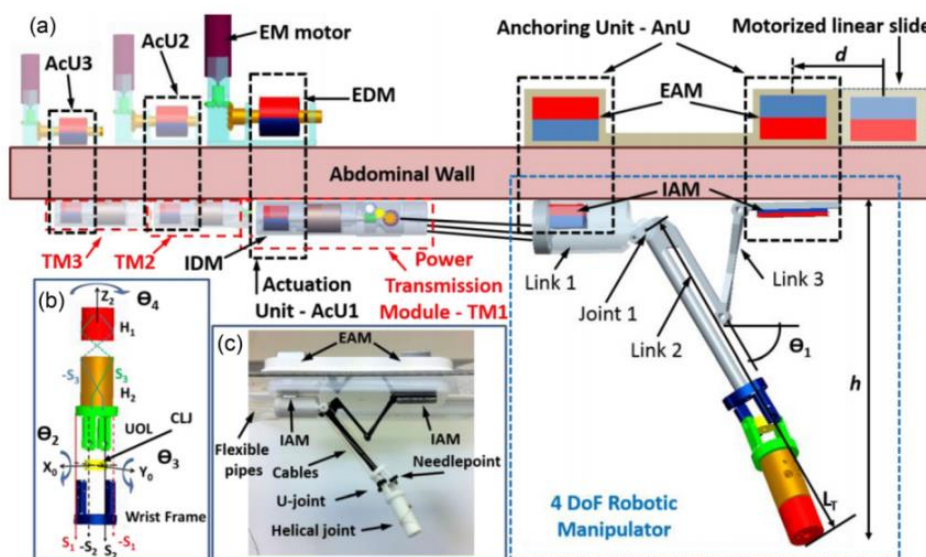 (a)
AcU3
AcU2
EM motor
EDM
Anchoring Unit - AnU
Motorized linear slide
d
EAM
Abdominal Wall
IAM
TM3
TM2
IDM
Actuation
Unit - AcU1
Power
Transmission
Module - TM1
Link 1
Joint 1
Link 2
Link 3
ϴ1
h
LT
4 DoF Robotic
Manipulator
(b)
Z2
ϴ4
H1
-S3
S3
H2
UOL
CLJ
ϴ2
ϴ3
X0
Y0
Wrist Frame
S1
-S2
S2
-S1
(c)
EAM
IAM
IAM
Flexible
pipes
Cables
Needlepoint
U-joint
Helical joint